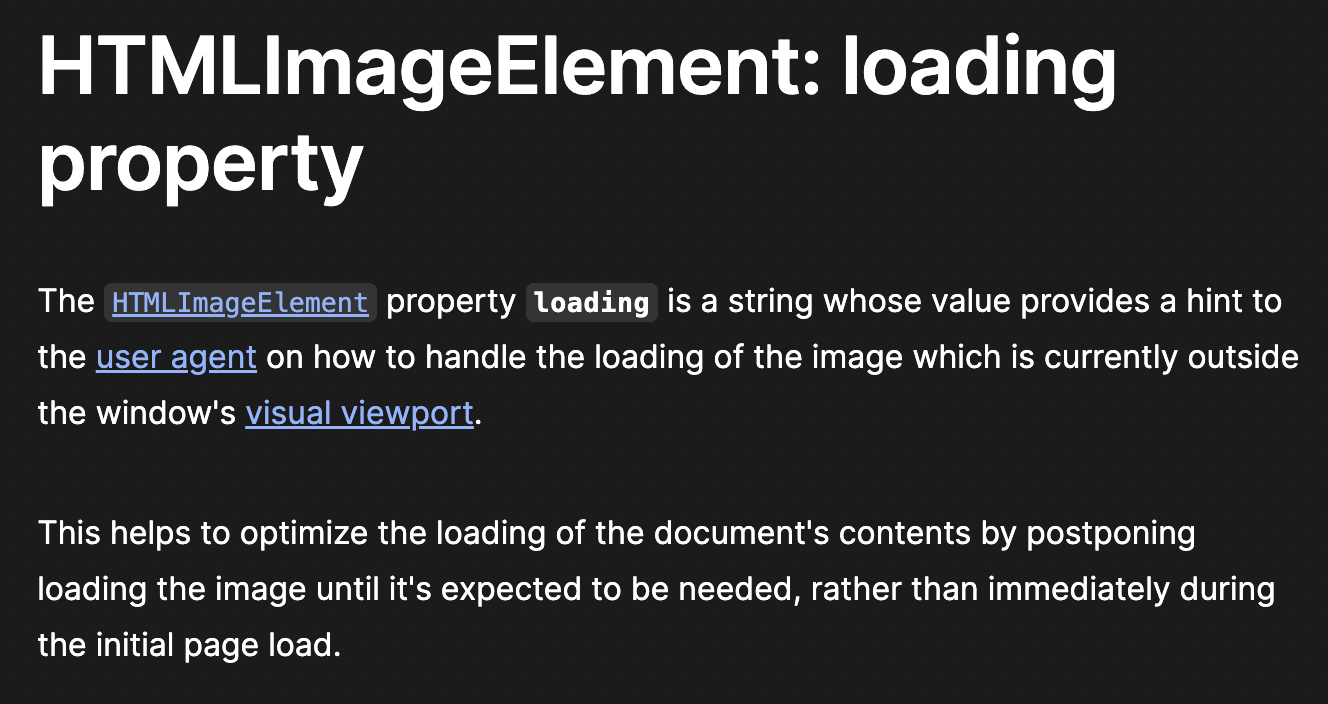 HTMLImageElement: loading
property
The HTMLImageElement property loading is a string whose value provides a hint to
the user agent on how to handle the loading of the image which is currently outside
the window's visual viewport.
This helps to optimize the loading of the document's contents by postponing
loading the image until it's expected to be needed, rather than immediately during
the initial page load.